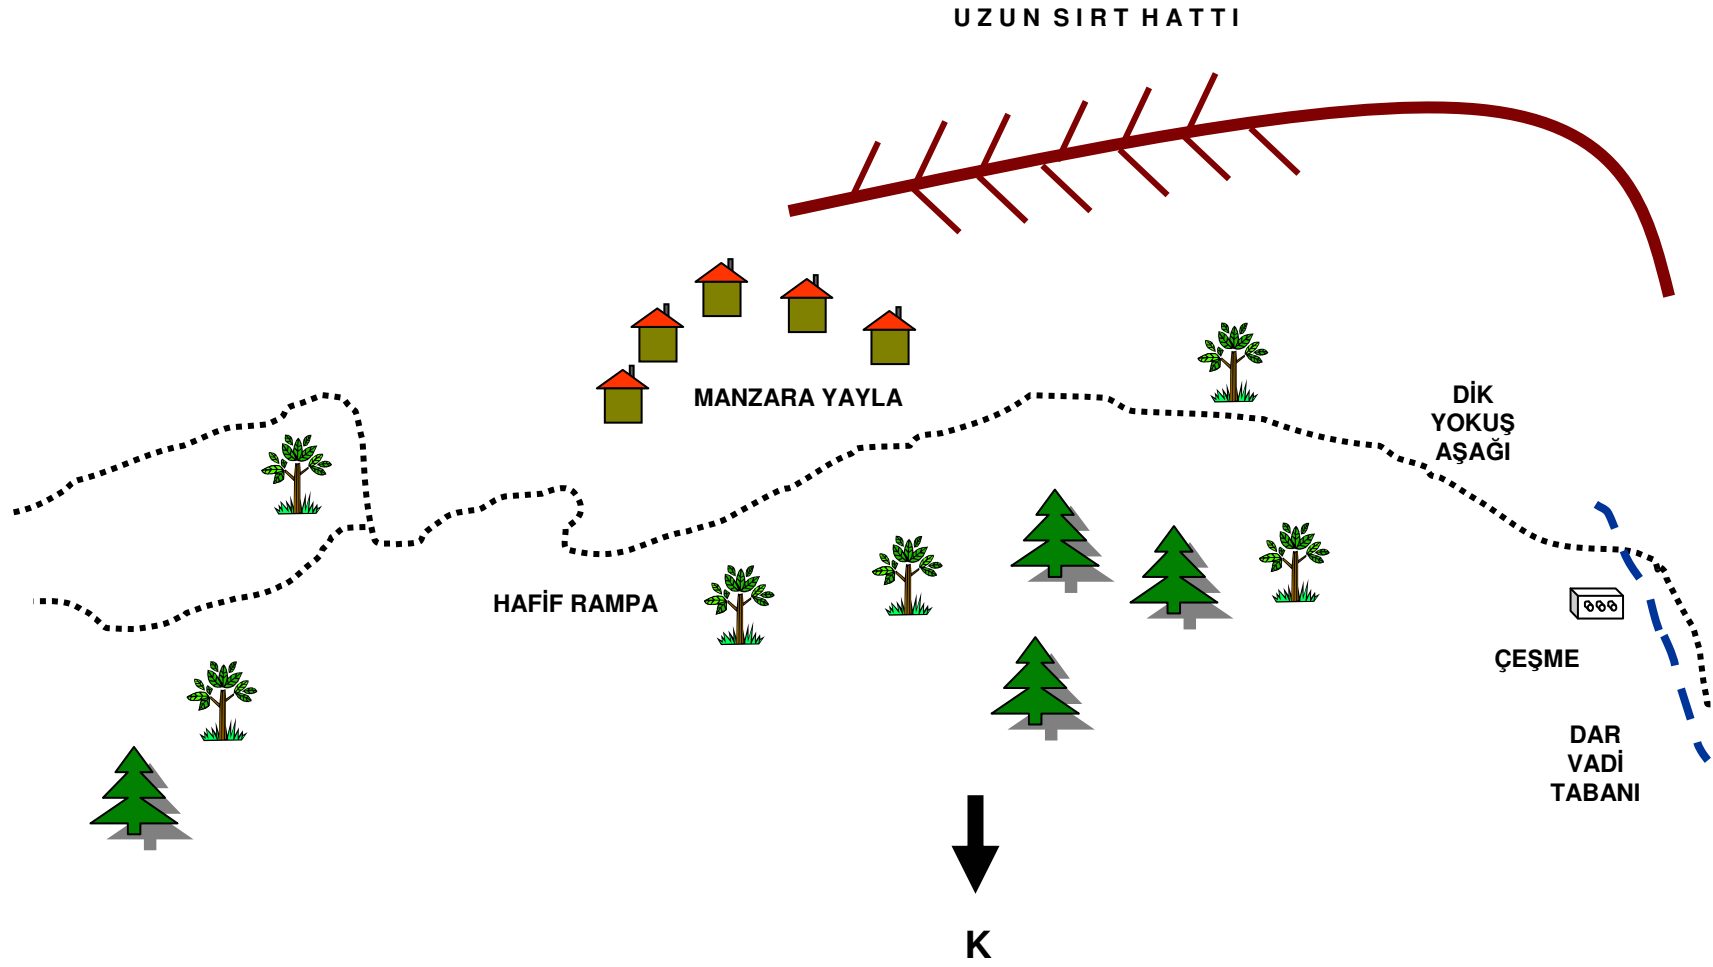 UZUN SIRT HATTI
MANZARA YAYLA
DİK
YOKUŞ
AŞAĞI
HAFİF RAMPA
ÇEŞME
DAR
VADİ
TABANI
K